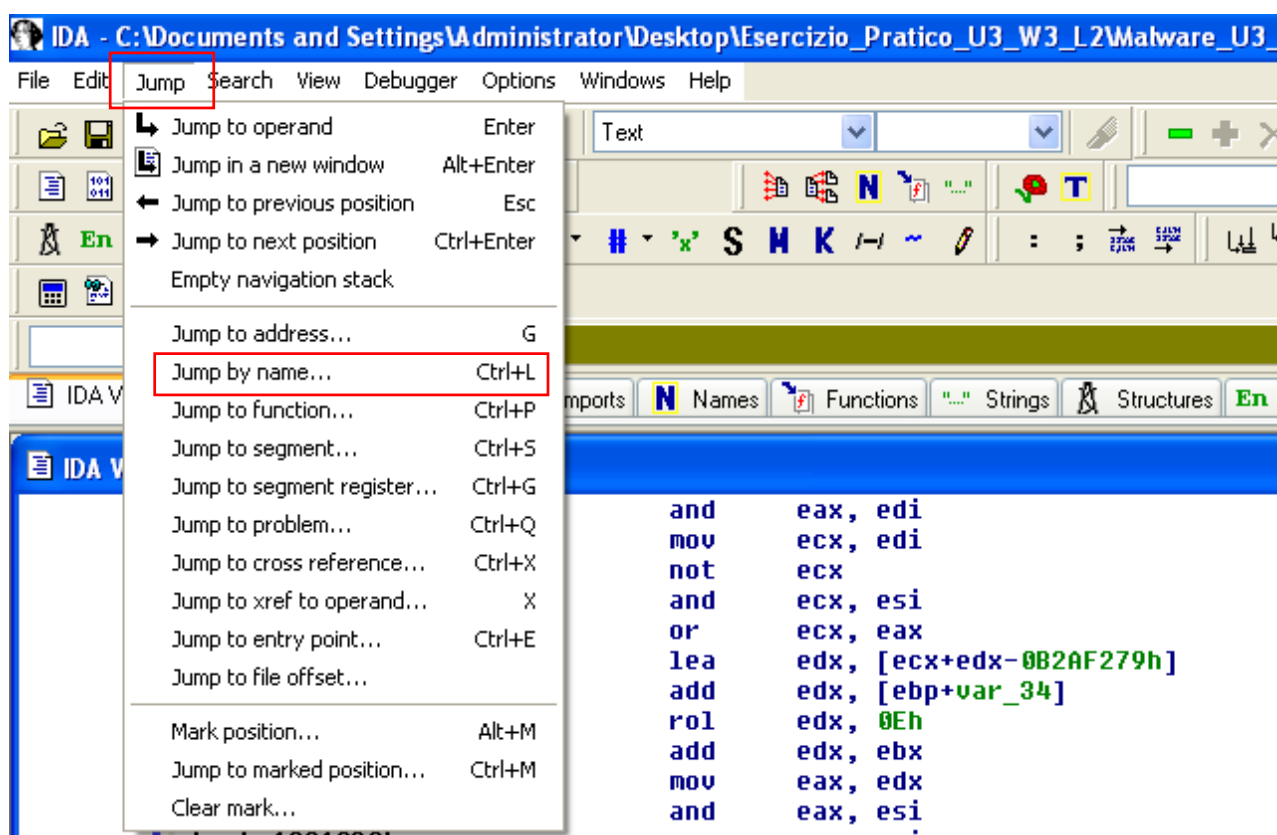 IDA - C:\Documents and Settings\Administrator\Desktop\Esercizio_Pratico_U3_W3_L2\Malware_U3_
File Edit Jump Search View Debugger Options Windows Help
Jump to operand Enter
Jump in a new window Alt+Enter
Jump to previous position Esc
Jump to next position Ctrl+Enter
Empty navigation stack
Jump to address... G
Jump by name... Ctrl+L
Jump to function... Ctrl+P
Jump to segment... Ctrl+S
Jump to segment register... Ctrl+G
Jump to problem... Ctrl+Q
Jump to cross reference... Ctrl+X
Jump to xref to operand... X
Jump to entry point... Ctrl+E
Jump to file offset...
Mark position... Alt+M
Jump to marked position... Ctrl+M
Clear mark...
Text
N "..." T
En # 'x' S M K : ;
IDA V mports N Names Functions "..." Strings Structures En
IDA V
and eax, edi
mov ecx, edi
not ecx
and ecx, esi
or ecx, eax
lea edx, [ecx+edx-0B2AF279h]
add edx, [ebp+var_34]
rol edx, 0Eh
add edx, ebx
mov eax, edx
and eax, esi